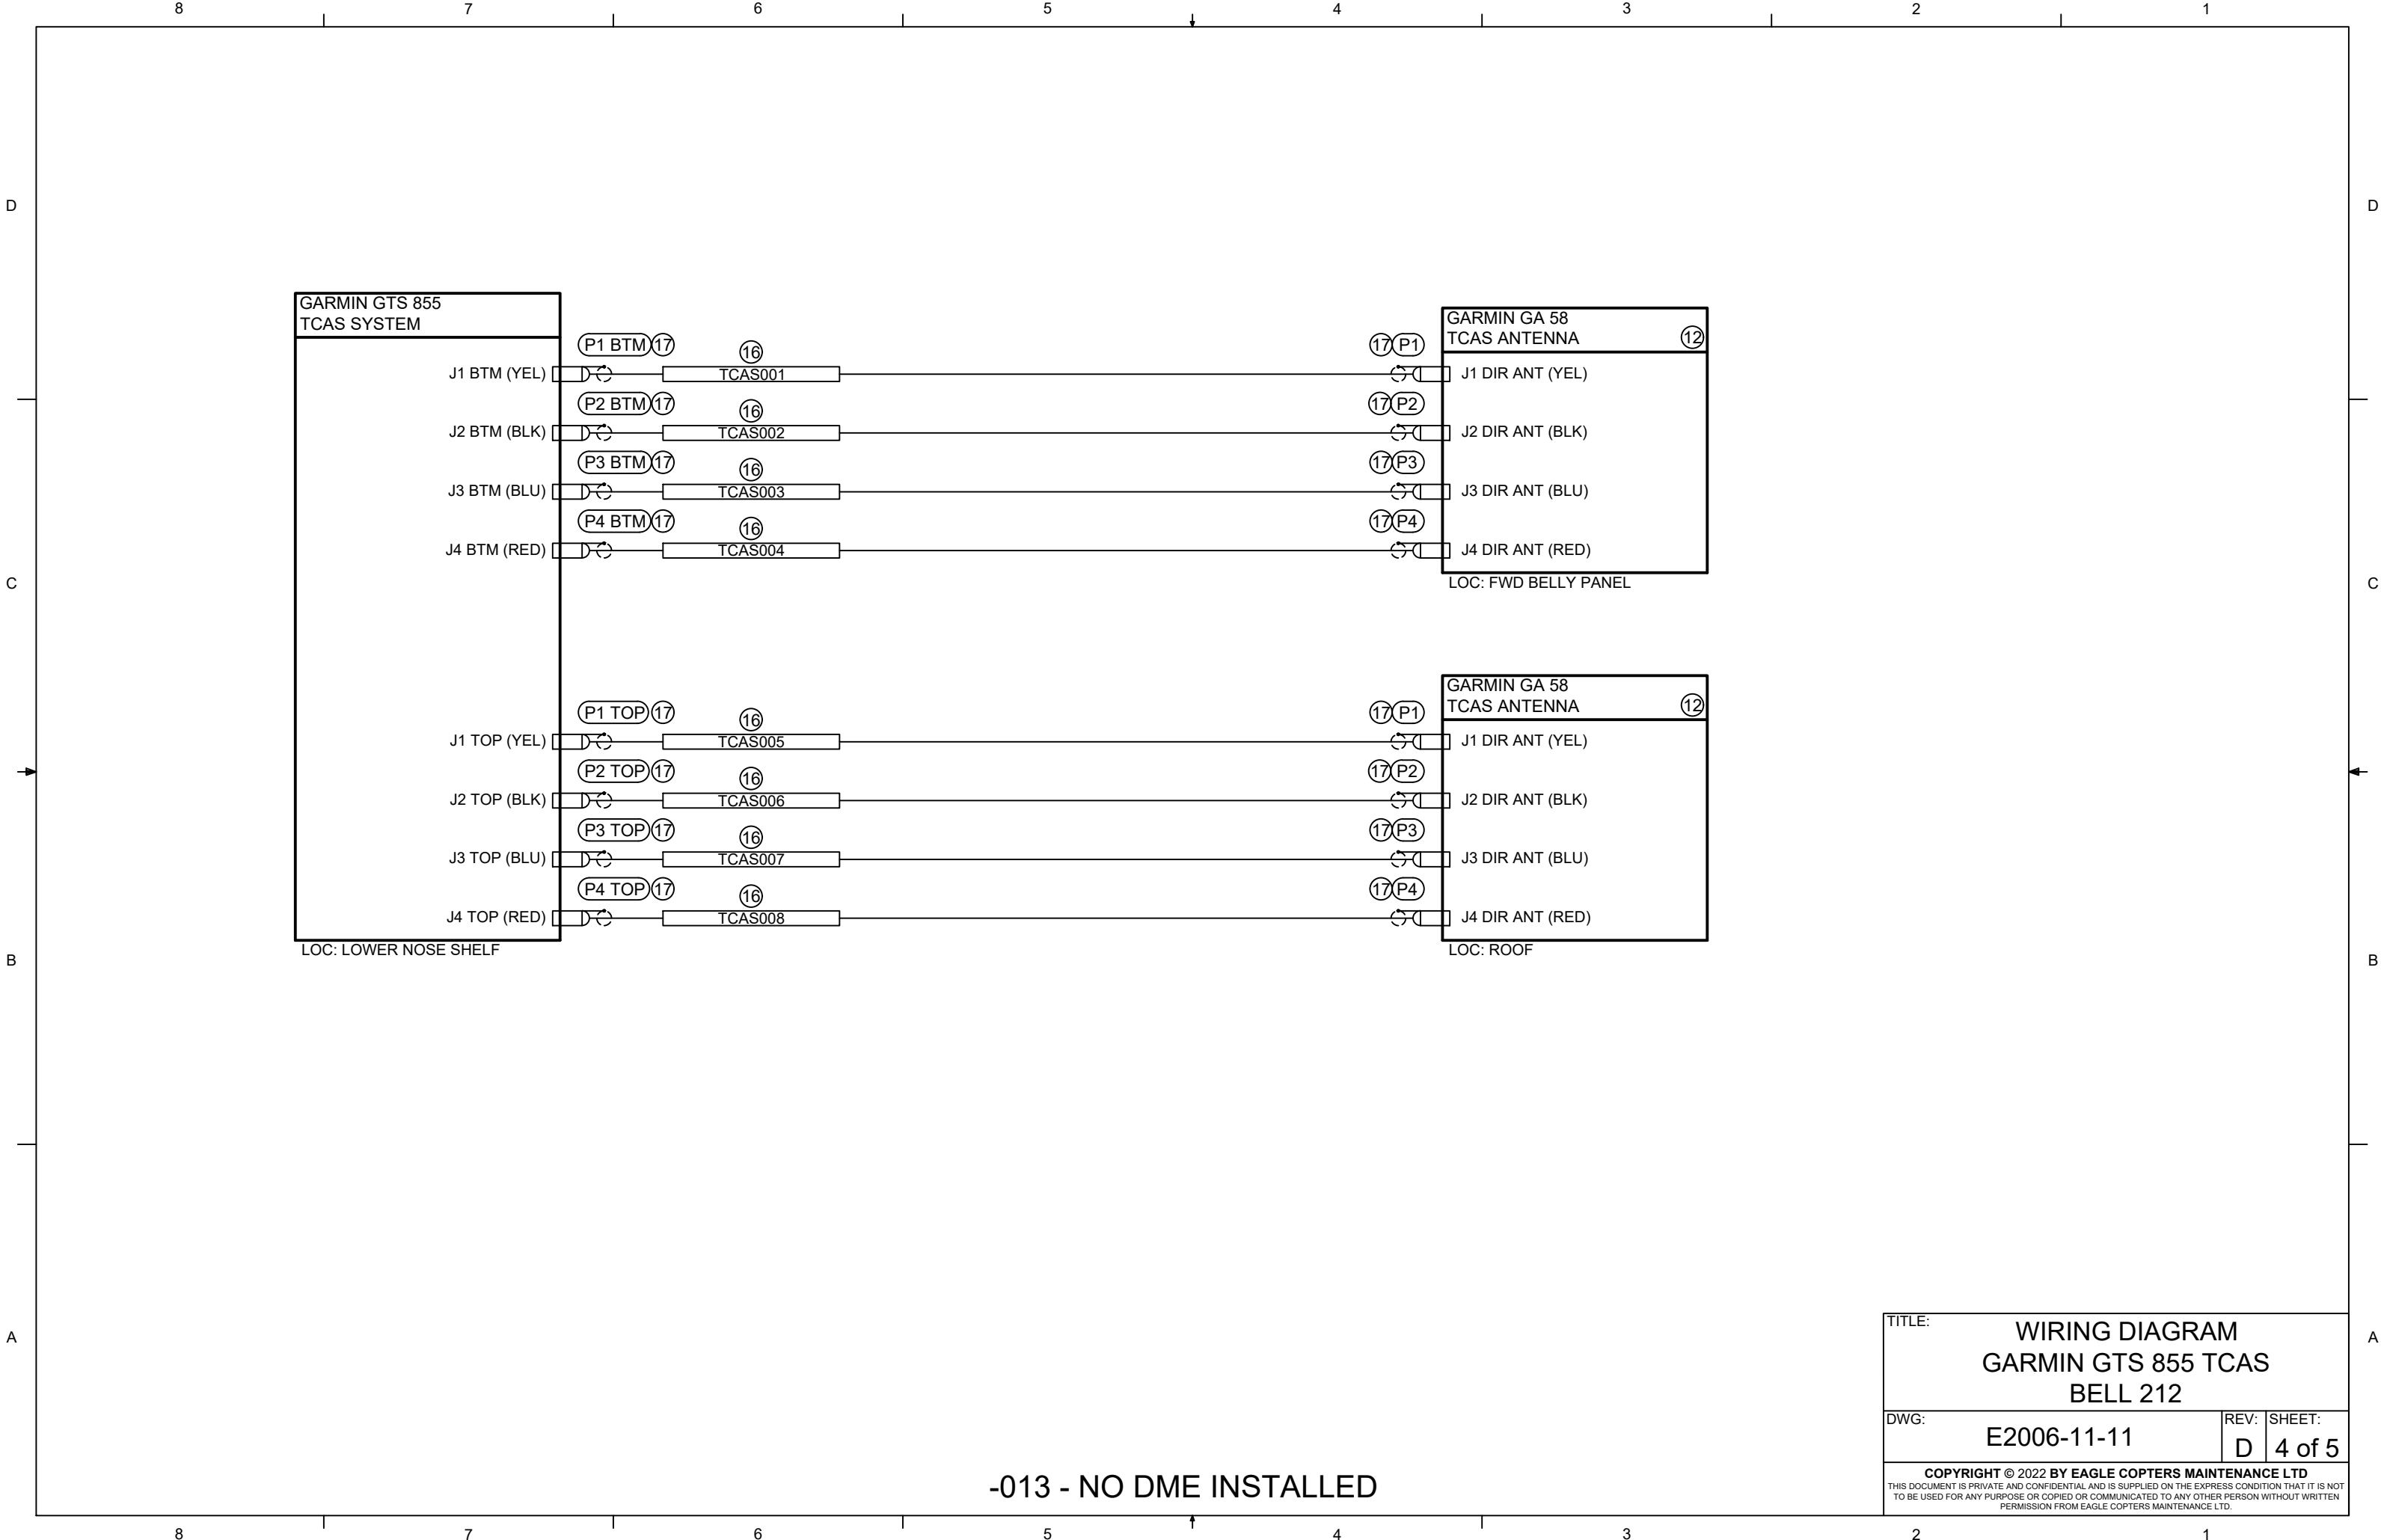 8 7 6 5 4 3 2 1
D D
GARMIN GTS 855
TCAS SYSTEM
GARMIN GA 58
TCAS ANTENNA 12
P1 BTM 17 16 17 P1
J1 BTM (YEL) TCAS001 J1 DIR ANT (YEL)
P2 BTM 17 16 17 P2
J2 BTM (BLK) TCAS002 J2 DIR ANT (BLK)
P3 BTM 17 16 17 P3
J3 BTM (BLU) TCAS003 J3 DIR ANT (BLU)
P4 BTM 17 16 17 P4
J4 BTM (RED) TCAS004 J4 DIR ANT (RED)
C LOC: FWD BELLY PANEL C
GARMIN GA 58
TCAS ANTENNA 12
P1 TOP 17 16 17 P1
J1 TOP (YEL) TCAS005 J1 DIR ANT (YEL)
P2 TOP 17 16 17 P2
J2 TOP (BLK) TCAS006 J2 DIR ANT (BLK)
P3 TOP 17 16 17 P3
J3 TOP (BLU) TCAS007 J3 DIR ANT (BLU)
P4 TOP 17 16 17 P4
J4 TOP (RED) TCAS008 J4 DIR ANT (RED)
LOC: LOWER NOSE SHELF LOC: ROOF
B B
A A
TITLE:
WIRING DIAGRAM
GARMIN GTS 855 TCAS
BELL 212
DWG: REV: SHEET:
E2006-11-11 D 4 of 5
COPYRIGHT © 2022 BY EAGLE COPTERS MAINTENANCE LTD
THIS DOCUMENT IS PRIVATE AND CONFIDENTIAL AND IS SUPPLIED ON THE EXPRESS CONDITION THAT IT IS NOT
TO BE USED FOR ANY PURPOSE OR COPIED OR COMMUNICATED TO ANY OTHER PERSON WITHOUT WRITTEN
PERMISSION FROM EAGLE COPTERS MAINTENANCE LTD.
-013 - NO DME INSTALLED
8 7 6 5 4 3 2 1